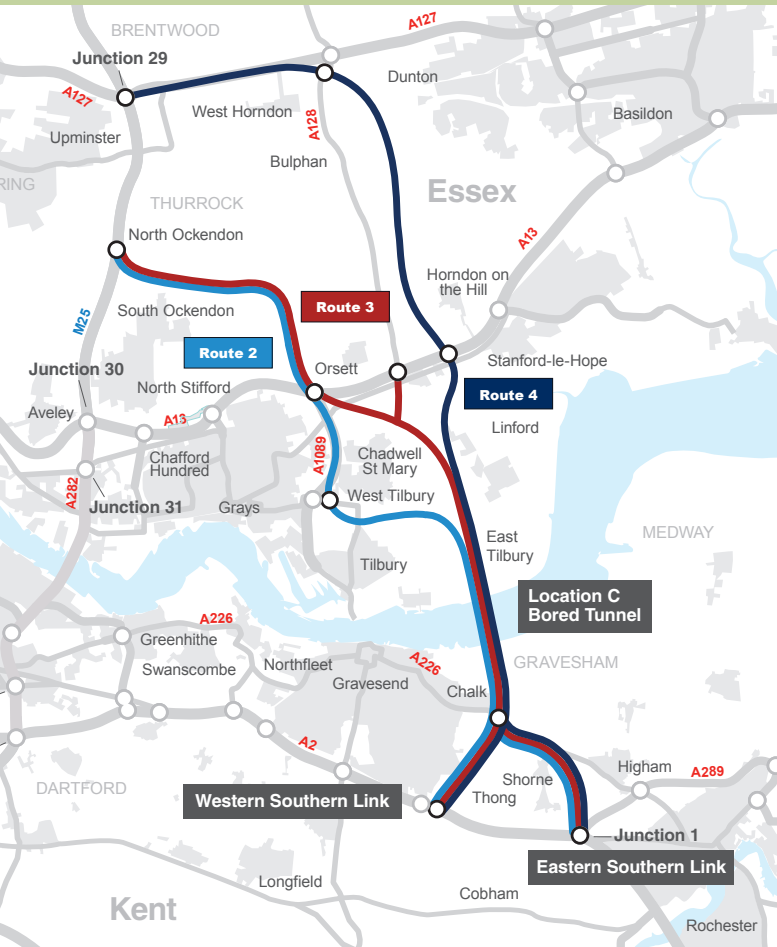 BRENTWOOD
A127
Junction 29
Dunton
A127
West Horndon
Basildon
A128
Upminster
Bulphan
RING
Essex
THURROCK
North Ockendon
A13
Horndon on
the Hill
South Ockendon
Route 3
M25
Route 2
Stanford-le-Hope
Junction 30
Orsett
North Stifford
Route 4
Aveley
A13
Linford
A1089
Chadwell
St Mary
Chafford
Hundred
A282
West Tilbury
Junction 31
Grays
East
Tilbury
MEDWAY
Tilbury
Location C
Bored Tunnel
A226
Greenhithe
A226
GRAVESHAM
Northfleet
Swanscombe
Gravesend
Chalk
A2
Higham
A289
Shorne
DARTFORD
Western Southern Link
Thong
Junction 1
Eastern Southern Link
Longfield
Cobham
Kent
Rochester